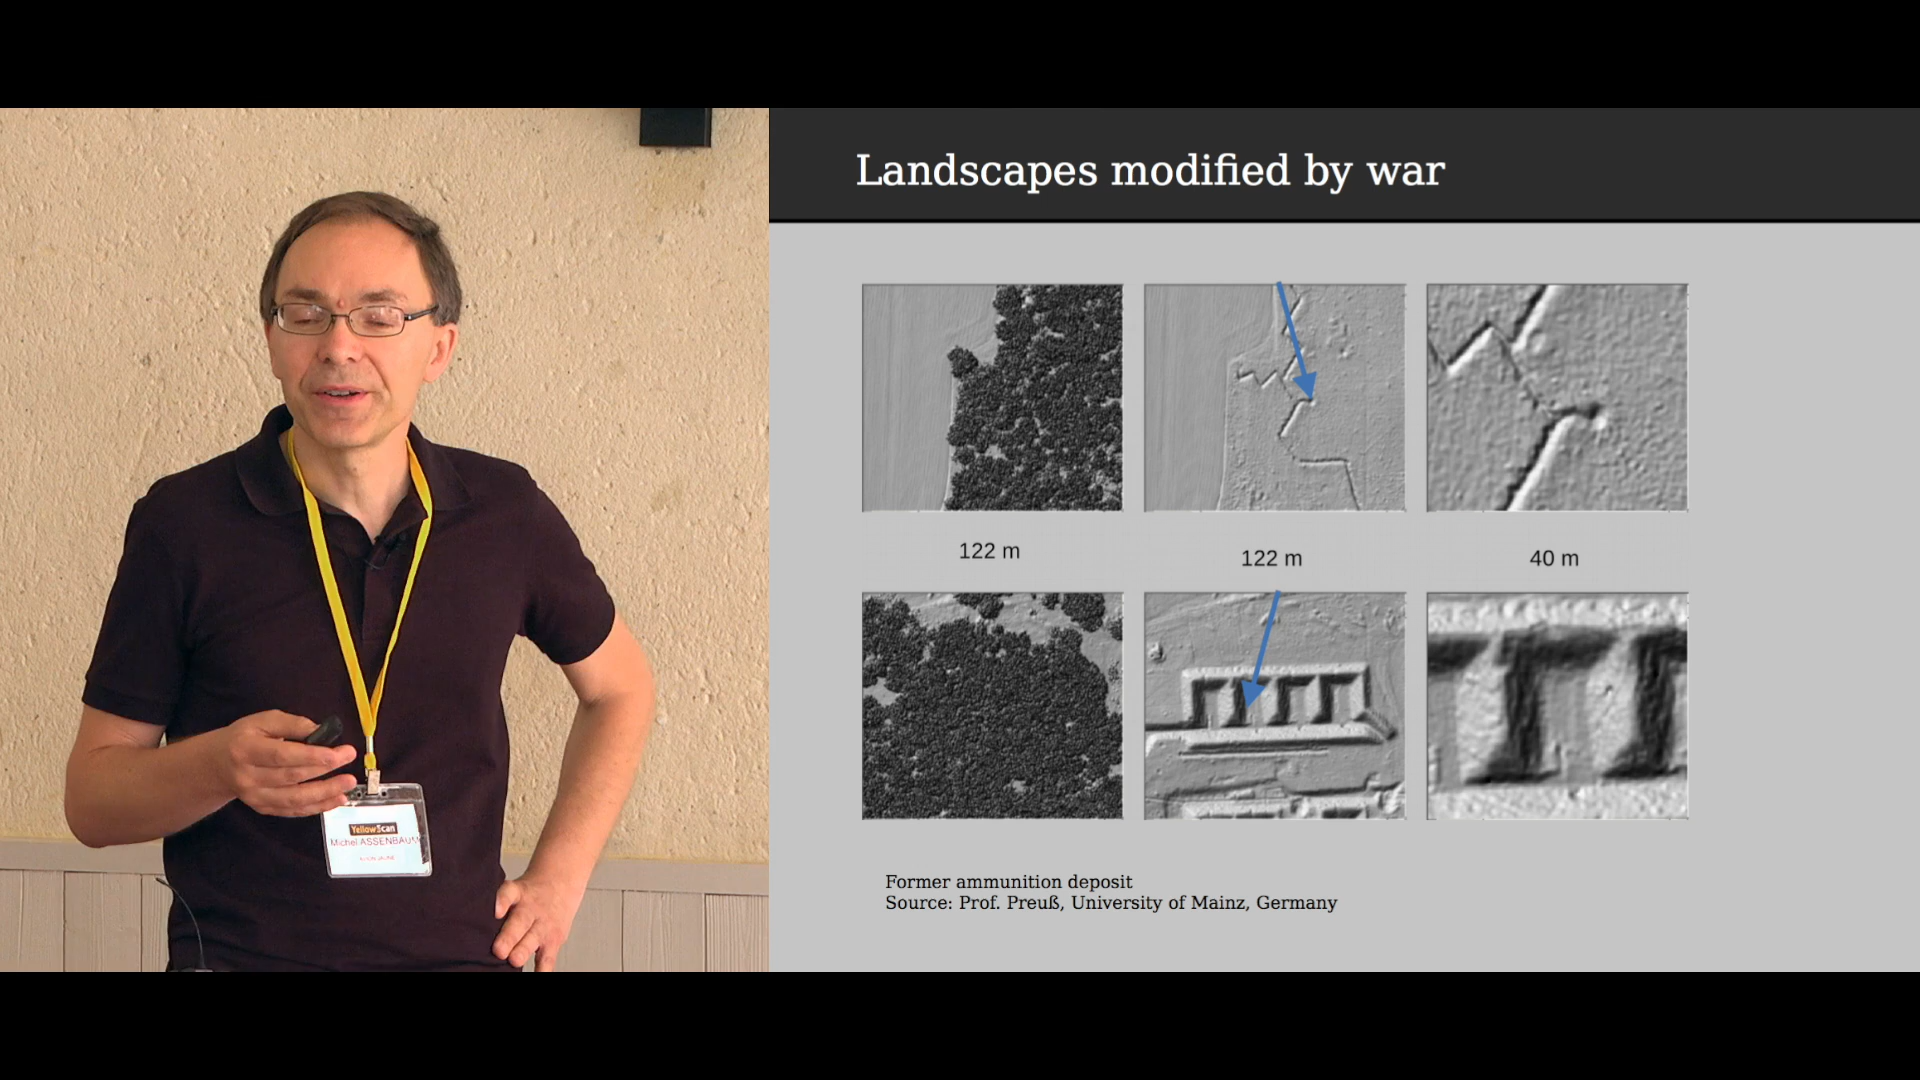 Landscapes modified by war
122 m
122 m
40 m
Former ammunition deposit
Source: Prof. Preuß, University of Mainz, Germany
YellowScan
Michel ASSENBAUM